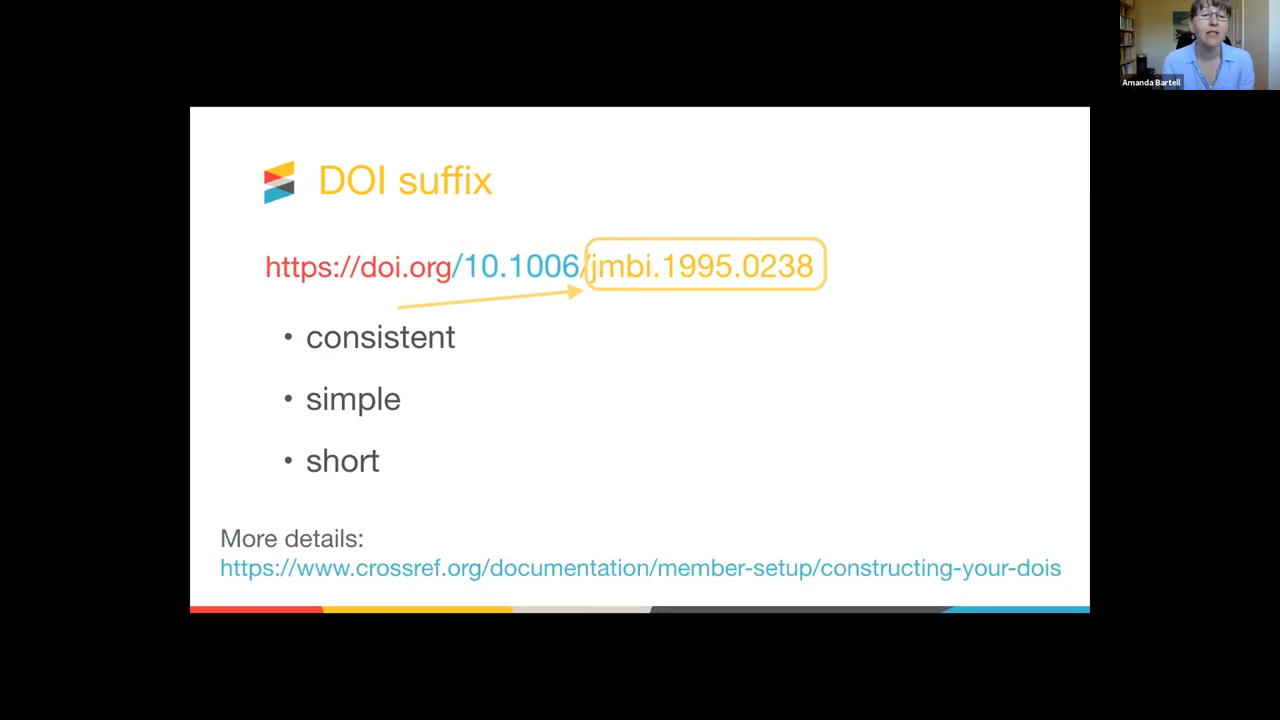 Amanda Bartell
DOI suffix
https://doi.org/10.1006/jmbi.1995.0238
• consistent
• simple
• short
More details:
https://www.crossref.org/documentation/member-setup/constructing-your-dois